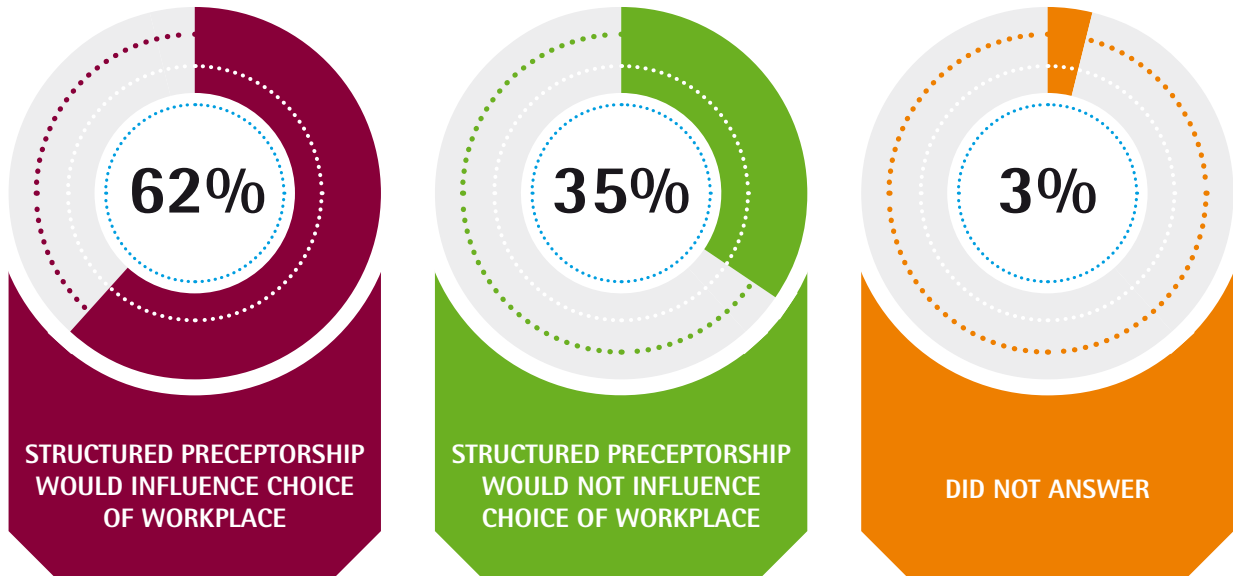 62%
STRUCTURED PRECEPTORSHIP
WOULD INFLUENCE CHOICE
OF WORKPLACE
35%
STRUCTURED PRECEPTORSHIP
WOULD NOT INFLUENCE
CHOICE OF WORKPLACE
3%
DID NOT ANSWER